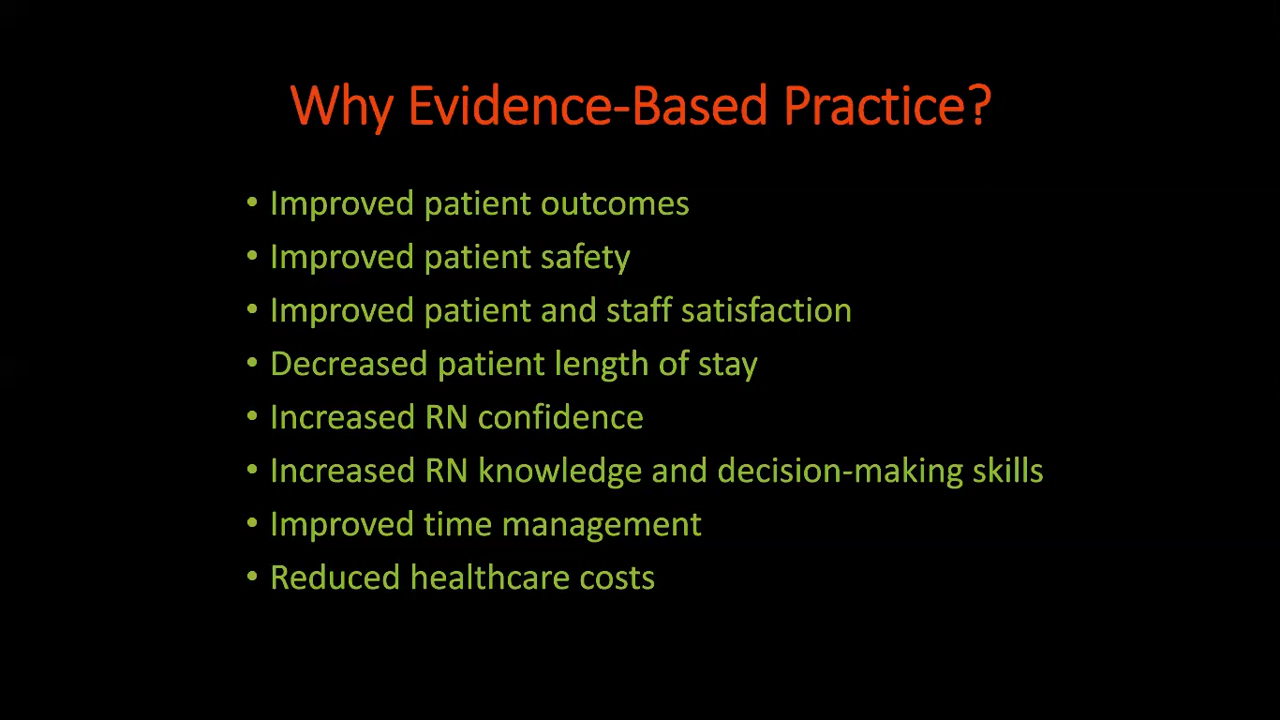 Why Evidence-Based Practice?
• Improved patient outcomes
• Improved patient safety
• Improved patient and staff satisfaction
• Decreased patient length of stay
• Increased RN confidence
• Increased RN knowledge and decision-making skills
• Improved time management
• Reduced healthcare costs